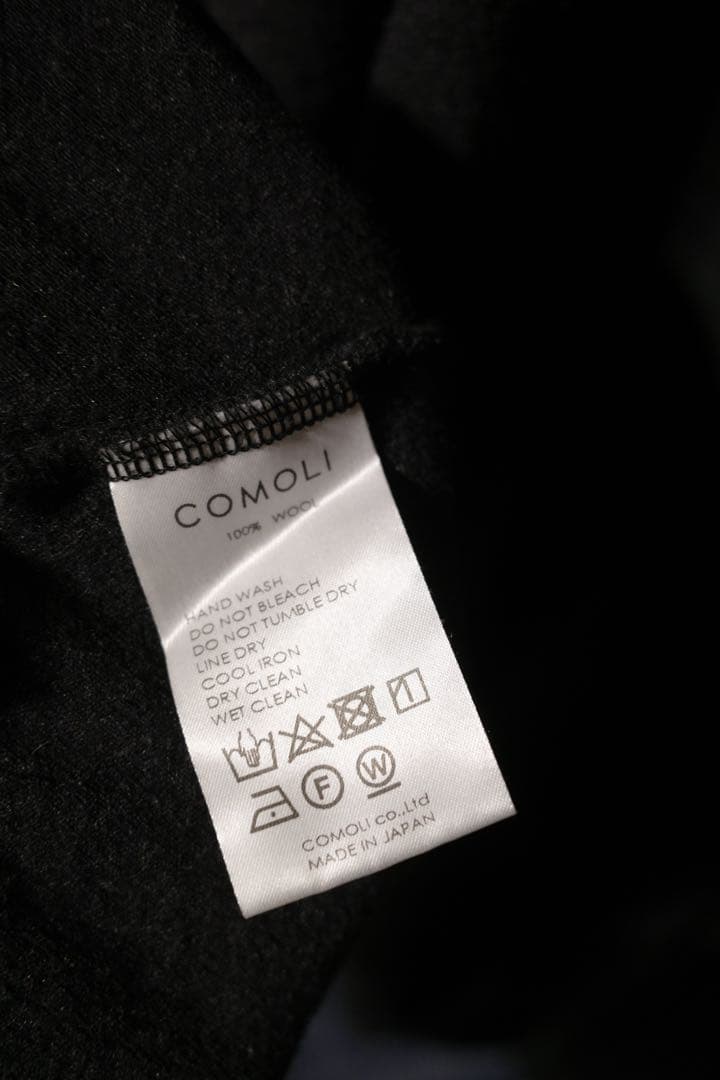 COMOLI
100% WOOL
HAND WASH
DO NOT BLEACH
DO NOT TUMBLE DRY
LINE DRY
COOL IRON
DRY CLEAN
WET CLEAN
F W
COMOLI co.,Ltd
MADE IN JAPAN